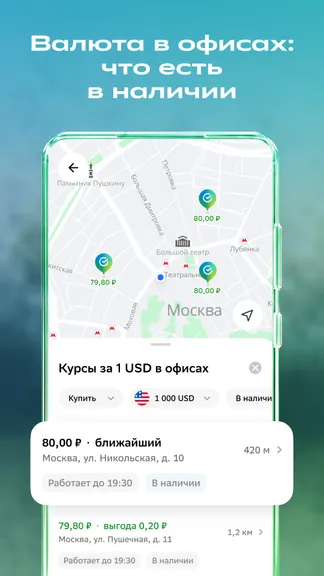 Валюта в офисах:
что есть
в наличии
Петровка
Памятник Пушкину
Большая Дмитровка
80,00 ₽
Большой театр
Лубянка
79,80 ₽
Театральн
80,00 ₽
Моховая
Москва
Курсы за 1 USD в офисах
Купить
1 000 USD
В наличи
80,00 ₽ · ближайший
420 м
Москва, ул. Никольская, д. 10
Работает до 19:30
В наличии
79,80 ₽ · выгода 0,20 ₽
1,2 км
Москва, ул. Пушечная, д. 11
Работает до 19:30
В наличии